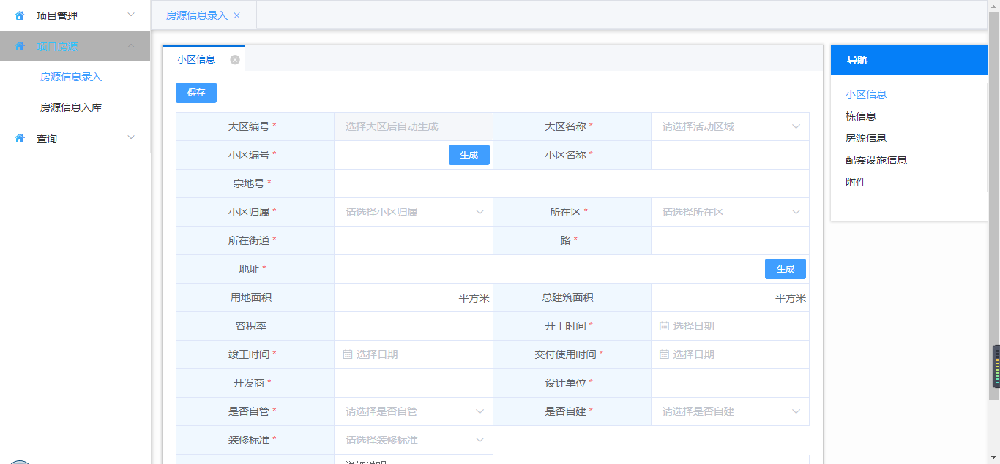 项目管理
项目房源
房源信息录入
房源信息入库
查询
房源信息录入
小区信息
保存
大区编号 * 选择大区后自动生成 大区名称 * 请选择活动区域
小区编号 * 生成 小区名称 *
宗地号 *
小区归属 * 请选择小区归属 所在区 * 请选择所在区
所在街道 * 路 *
地址 * 生成
用地面积 平方米 总建筑面积 平方米
容积率 开工时间 * 选择日期
竣工时间 * 选择日期 交付使用时间 * 选择日期
开发商 * 设计单位 *
是否自管 * 请选择是否自管 是否自建 * 请选择是否自建
装修标准 * 请选择装修标准
详细说明
导航
小区信息
栋信息
房源信息
配套设施信息
附件